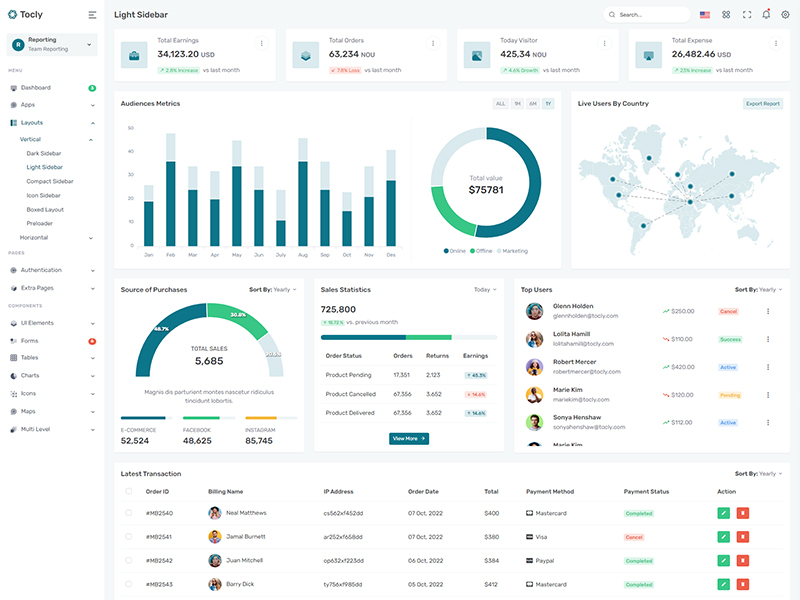 Tocly
Light Sidebar
Search...
Reporting
Team Reporting
MENU
Dashboard
Apps
Layouts
Vertical
Dark Sidebar
Light Sidebar
Compact Sidebar
Icon Sidebar
Boxed Layout
Preloader
Horizontal
PAGES
Authentication
Extra Pages
COMPONENTS
UI Elements
Forms
Tables
Charts
Icons
Maps
Multi Level
Total Earnings
34,123.20 USD
2.8% Increase vs last month
Total Orders
63,234 NOU
7.8% Loss vs last month
Today Visitor
425,34 NOU
4.6% Growth vs last month
Total Expense
26,482.46 USD
23% Increase vs last month
Audiences Metrics
ALL 1M 6M 1Y
50
40
30
20
10
0
Jan Feb Mar Apr May Jun July Aug Sep Oct Nov Dec
Total value
$75781
Online Offline Marketing
Live Users By Country
Export Report
Source of Purchases
Sort By: Yearly
TOTAL SALES
5,685
Magnis dis parturient montes nascetur ridiculus
tincidunt lobortis.
E-COMMERCE FACEBOOK INSTAGRAM
52,524 48,625 85,745
Sales Statistics
Today
725,800
vs. previous month
Order Status Orders Returns Earnings
Product Pending 17,351 2,123 45.3%
Product Cancelled 67,356 3,652 14.6%
Product Delivered 67,356 3,652 14.6%
View More
Top Users
Sort By: Yearly
Glenn Holden
glennholden@tocly.com
$250.00 Cancel
Lolita Hamill
lolitahamill@tocly.com
$110.00 Success
Robert Mercer
robertmercer@tocly.com
$420.00 Active
Marie Kim
mariekim@tocly.com
$120.00 Pending
Sonya Henshaw
sonyahenshaw@tocly.com
$112.00 Active
Marie Kim
Latest Transaction
Sort By: Yearly
Order ID Billing Name IP Address Order Date Total Payment Method Payment Status Action
#MB2540 Neal Matthews cs562xf452dd 07 Oct, 2022 $400 Mastercard Completed
#MB2541 Jamal Burnett ar252xf658dd 07 Oct, 2022 $380 Visa Cancel
#MB2542 Juan Mitchell op632xf223dd 06 Oct, 2022 $384 Paypal Completed
#MB2543 Barry Dick ty756xf985dd 05 Oct, 2022 $412 Mastercard Completed